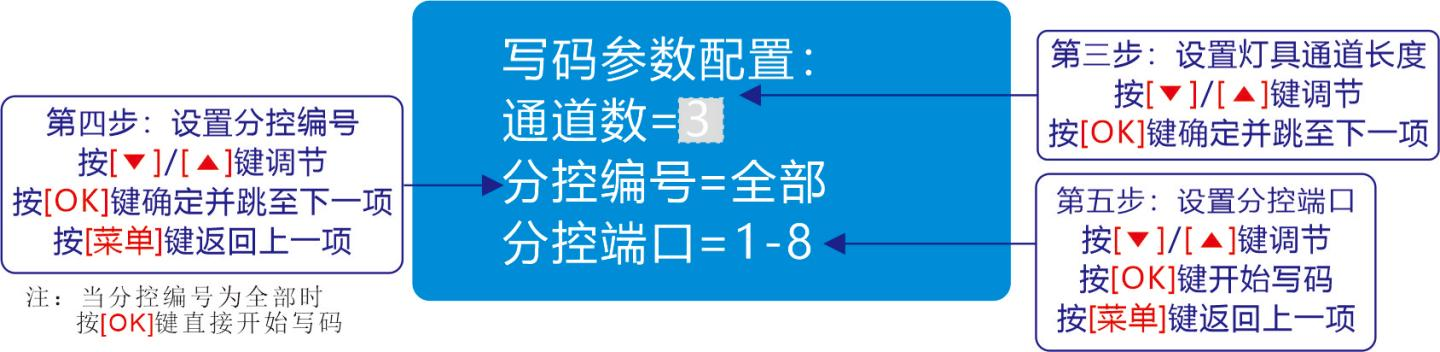 写码参数配置：
通道数=3
分控编号=全部
分控端口=1-8
第三步：设置灯具通道长度
按[▼]/[▲]键调节
按[OK]键确定并跳至下一项
第四步：设置分控编号
按[▼]/[▲]键调节
按[OK]键确定并跳至下一项
按[菜单]键返回上一项
注：当分控编号为全部时
按[OK]键直接开始写码
第五步：设置分控端口
按[▼]/[▲]键调节
按[OK]键开始写码
按[菜单]键返回上一项